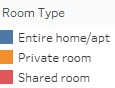 Room Type
Entire home/apt
Private room
Shared room